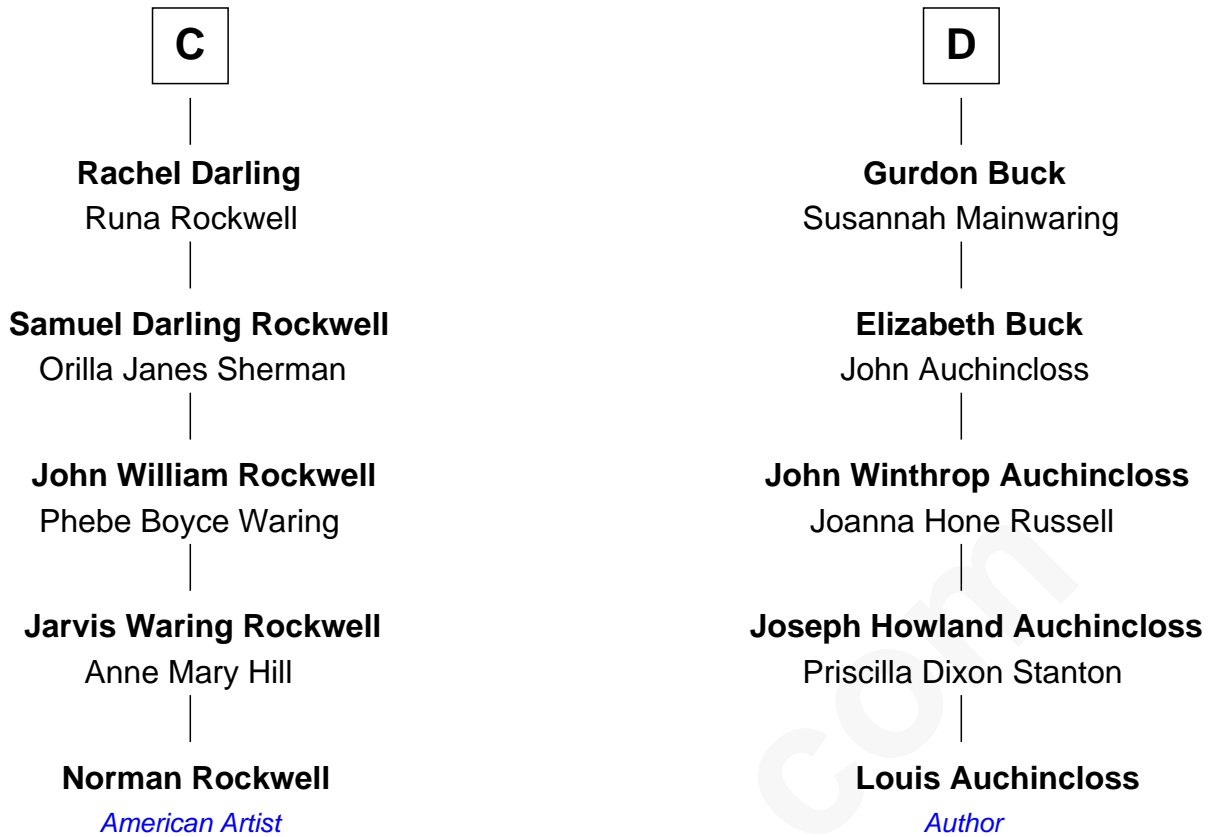 C
Rachel Darling
Runa Rockwell
Samuel Darling Rockwell
Orilla Janes Sherman
John William Rockwell
Phebe Boyce Waring
Jarvis Waring Rockwell
Anne Mary Hill
Norman Rockwell
American Artist
D
Gurdon Buck
Susannah Mainwaring
Elizabeth Buck
John Auchincloss
John Winthrop Auchincloss
Joanna Hone Russell
Joseph Howland Auchincloss
Priscilla Dixon Stanton
Louis Auchincloss
Author
com